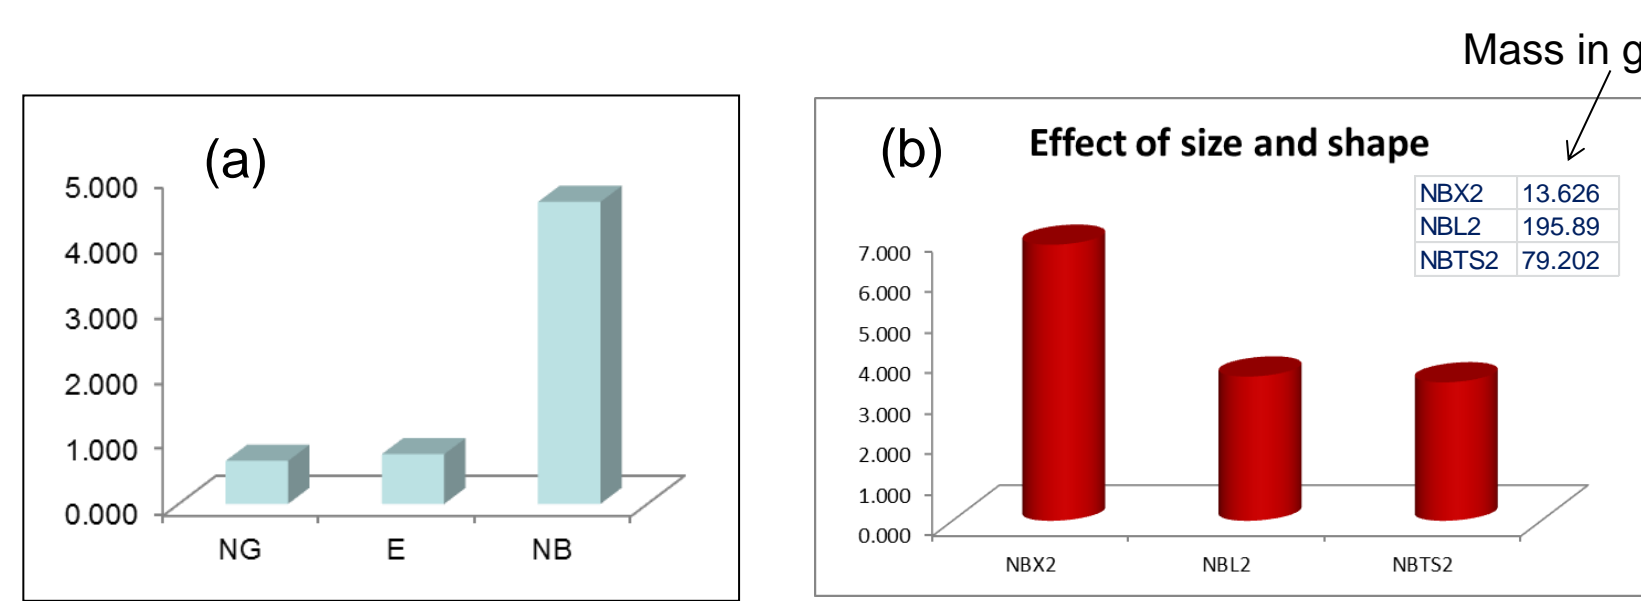 Mass in g
(a)
5.000
4.000
3.000
2.000
1.000
0.000
NG E NB
(b)
Effect of size and shape
NBX2 13.626
NBL2 195.89
NBTS2 79.202
7.000
6.000
5.000
4.000
3.000
2.000
1.000
0.000
NBX2 NBL2 NBTS2